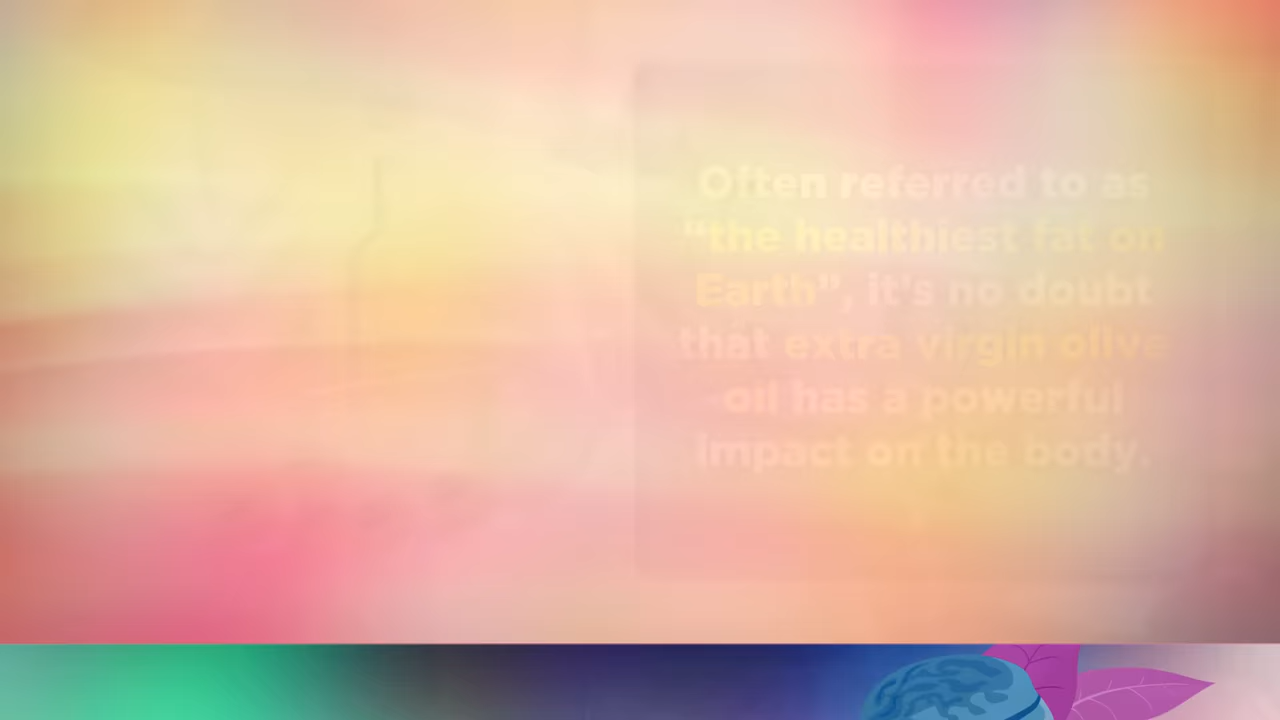 Often referred to as
“the healthiest fat on
Earth”, it’s no doubt
that extra virgin olive
oil has a powerful
impact on the body.